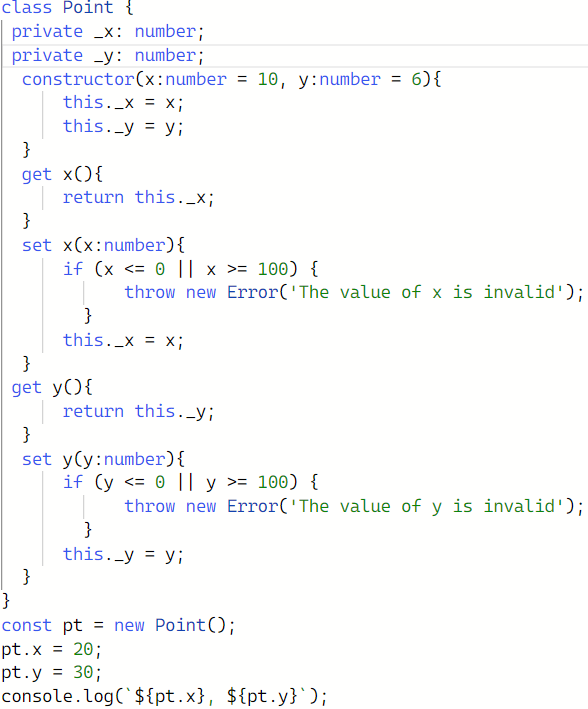 class Point {
private _x: number;
private _y: number;
constructor(x:number = 10, y:number = 6){
this._x = x;
this._y = y;
}
get x(){
return this._x;
}
set x(x:number){
if (x <= 0 || x >= 100) {
throw new Error('The value of x is invalid');
}
this._x = x;
}
get y(){
return this._y;
}
set y(y:number){
if (y <= 0 || y >= 100) {
throw new Error('The value of y is invalid');
}
this._y = y;
}
}
const pt = new Point();
pt.x = 20;
pt.y = 30;
console.log(`${pt.x}, ${pt.y}`);